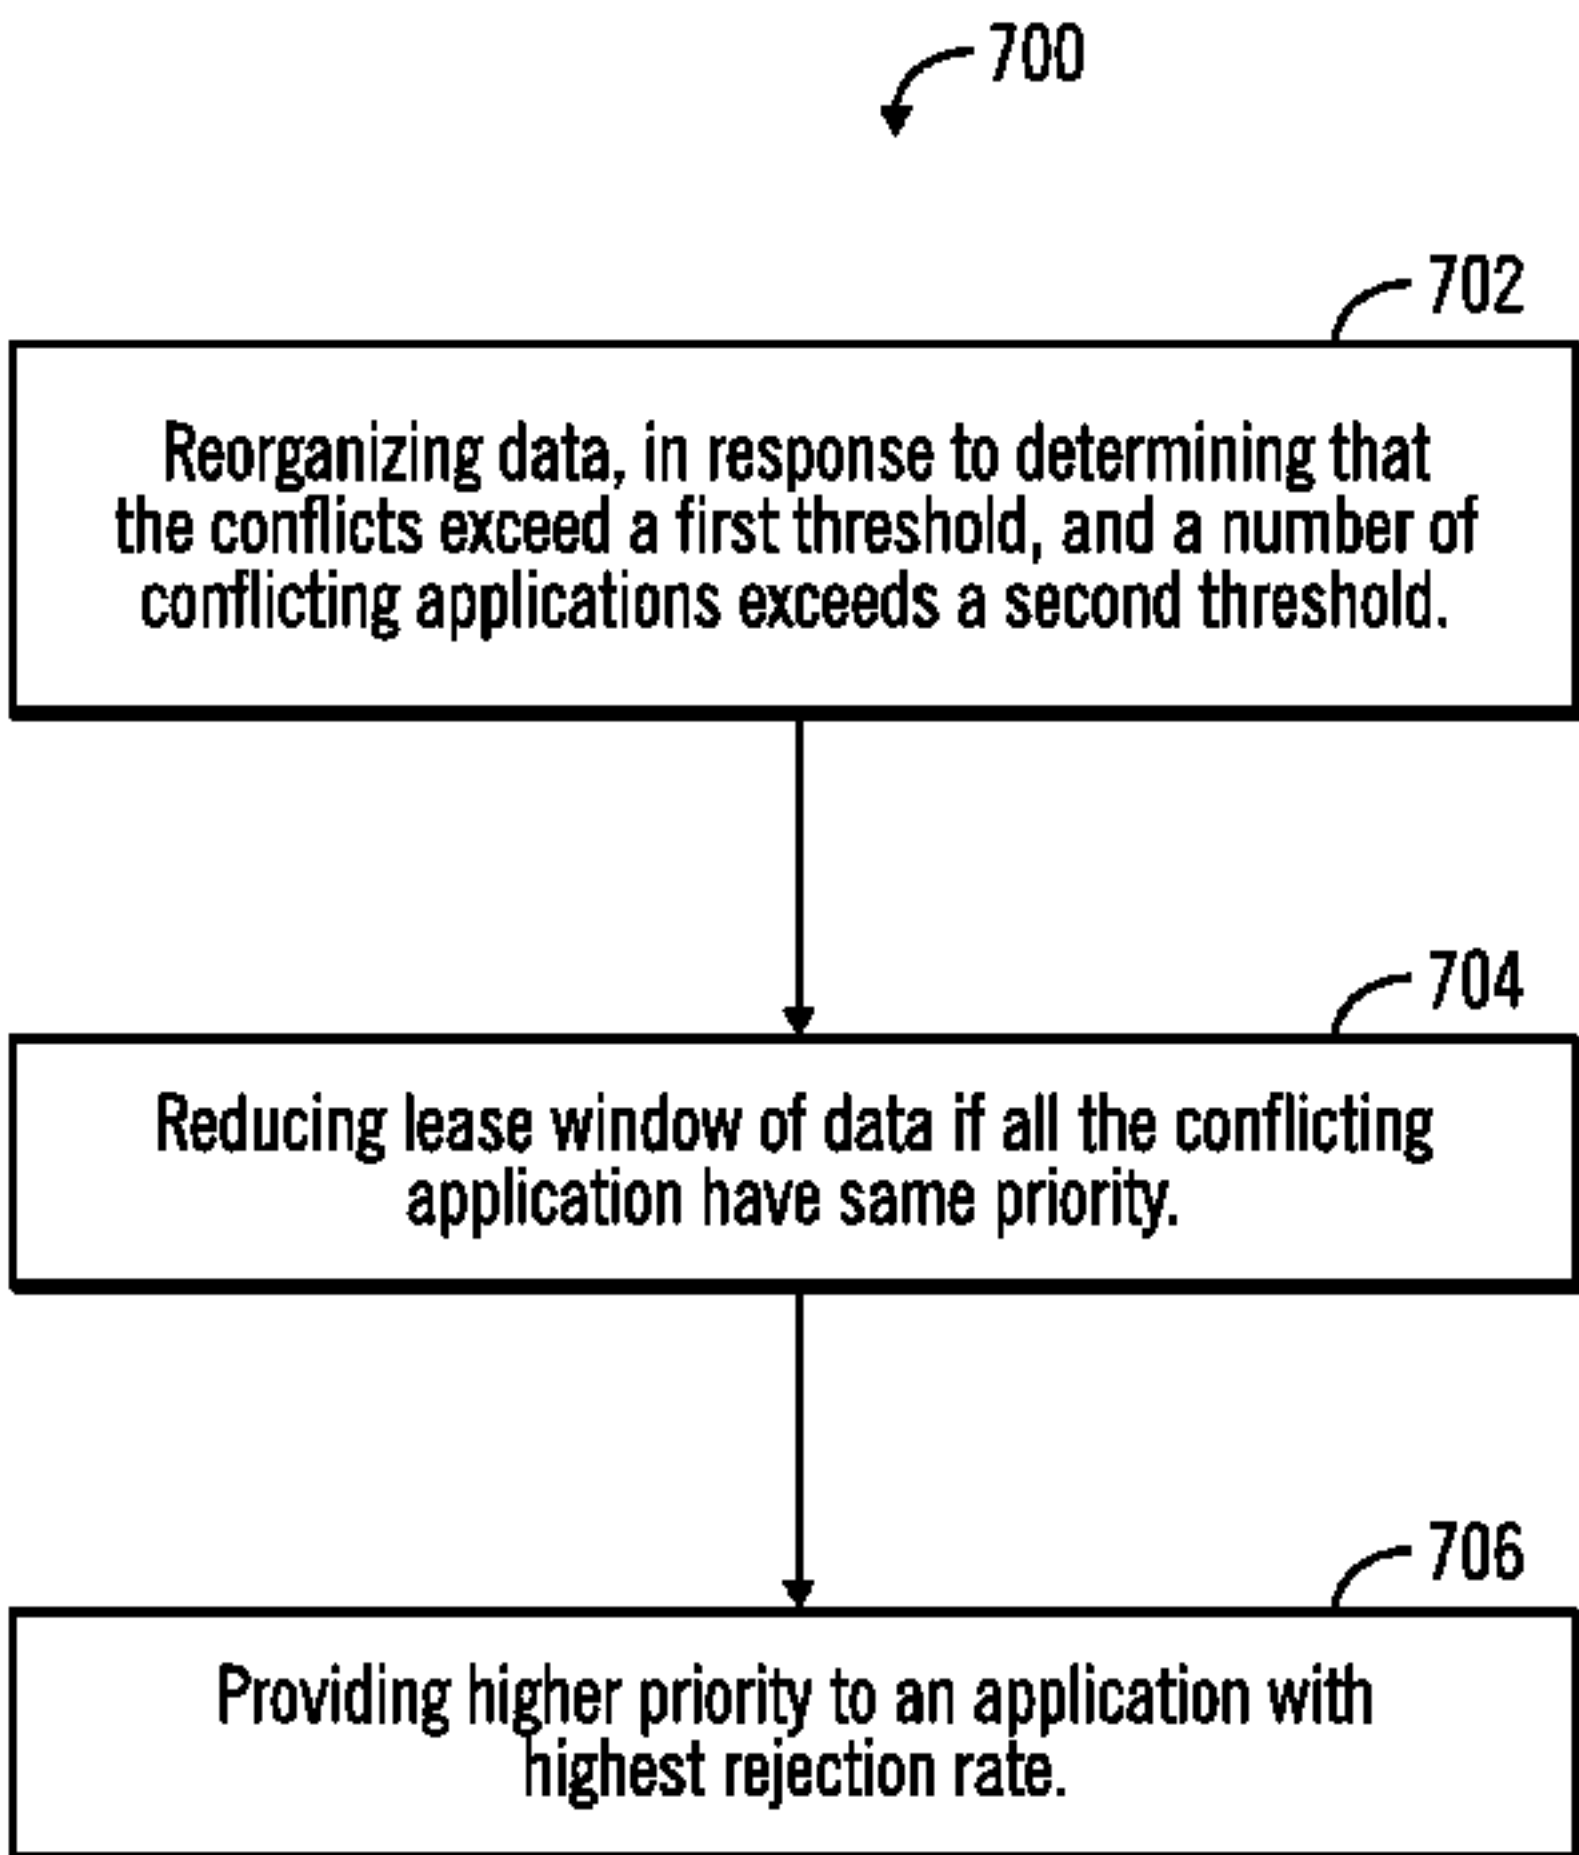 700
702
Reorganizing data, in response to determining that
the conflicts exceed a first threshold, and a number of
conflicting applications exceeds a second threshold.
704
Reducing lease window of data if all the conflicting
application have same priority.
706
Providing higher priority to an application with
highest rejection rate.